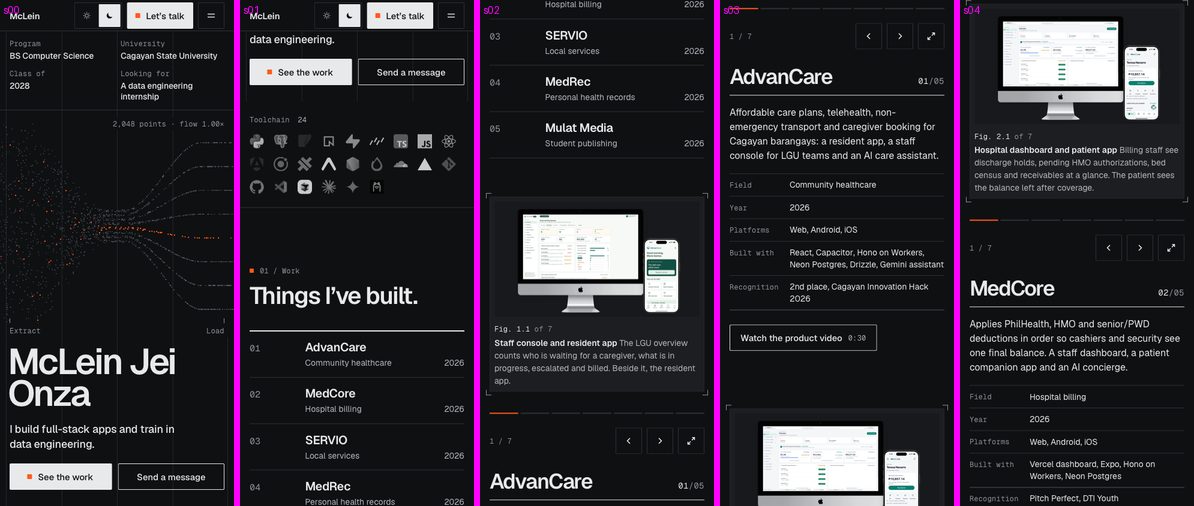 s00
McLein
Let's talk
Program
BS Computer Science
University
Cagayan State University
Class of
2028
Looking for
A data engineering
internship
2,048 points · flow 1.00×
Extract
Load
McLein Jei
Onza
I build full-stack apps and train in
data engineering.
See the work
Send a message
s01
McLein
Let's talk
data engineering.
See the work
Send a message
Toolchain 24
TS
JS
01 / Work
Things I've built.
01
AdvanCare
Community healthcare
2026
02
MedCore
Hospital billing
2026
03
SERVIO
Local services
2026
04
MedRec
Personal health records
2026
s02
Hospital billing
2026
03
SERVIO
Local services
2026
04
MedRec
Personal health records
2026
05
Mulat Media
Student publishing
2026
Fig. 1.1 of 7
Staff console and resident app The LGU overview
counts who is waiting for a caregiver, what is in
progress, escalated and billed. Beside it, the resident
app.
1 / 7
AdvanCare
01/05
s03
1 / 7
AdvanCare
01/05
Affordable care plans, telehealth, non-
emergency transport and caregiver booking for
Cagayan barangays: a resident app, a staff
console for LGU teams and an AI care assistant.
Field
Community healthcare
Year
2026
Platforms
Web, Android, iOS
Built with
React, Capacitor, Hono on Workers,
Neon Postgres, Drizzle, Gemini assistant
Recognition
2nd place, Cagayan Innovation Hack
2026
Watch the product video 0:30
s04
Fig. 2.1 of 7
Hospital dashboard and patient app Billing staff see
discharge holds, pending HMO authorizations, bed
census and receivables at a glance. The patient sees
the balance left after coverage.
1 / 7
MedCore
02/05
Applies PhilHealth, HMO and senior/PWD
deductions in order so cashiers and security see
one final balance. A staff dashboard, a patient
companion app and an AI concierge.
Field
Hospital billing
Year
2026
Platforms
Web, Android, iOS
Built with
Vercel dashboard, Expo, Hono on
Workers, Neon Postgres
Recognition
Pitch Perfect, DTI Youth